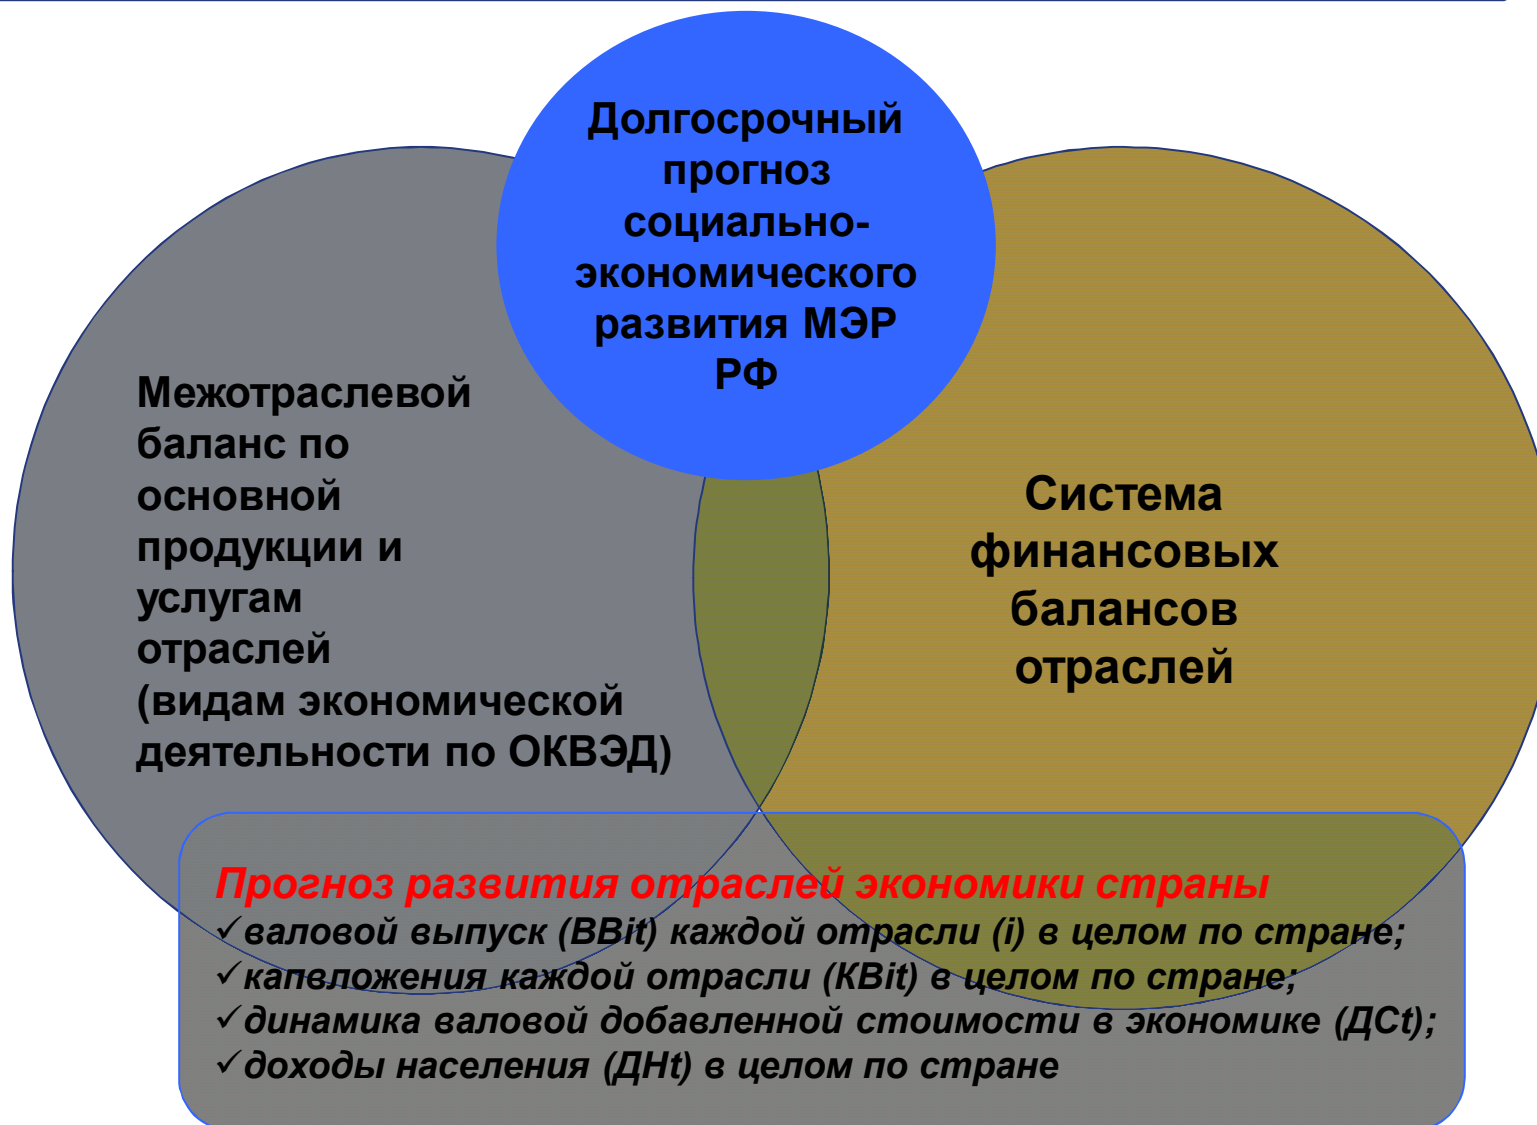 Долгосрочный
прогноз
социально-
экономического
развития МЭР
РФ
Межотраслевой
баланс по
основной
продукции и
услугам
отраслей
(видам экономической
деятельности по ОКВЭД)
Система
финансовых
балансов
отраслей
Прогноз развития отраслей экономики страны
✓валовой выпуск (ВВit) каждой отрасли (i) в целом по стране;
✓капвложения каждой отрасли (КВit) в целом по стране;
✓динамика валовой добавленной стоимости в экономике (ДСt);
✓доходы населения (ДНt) в целом по стране